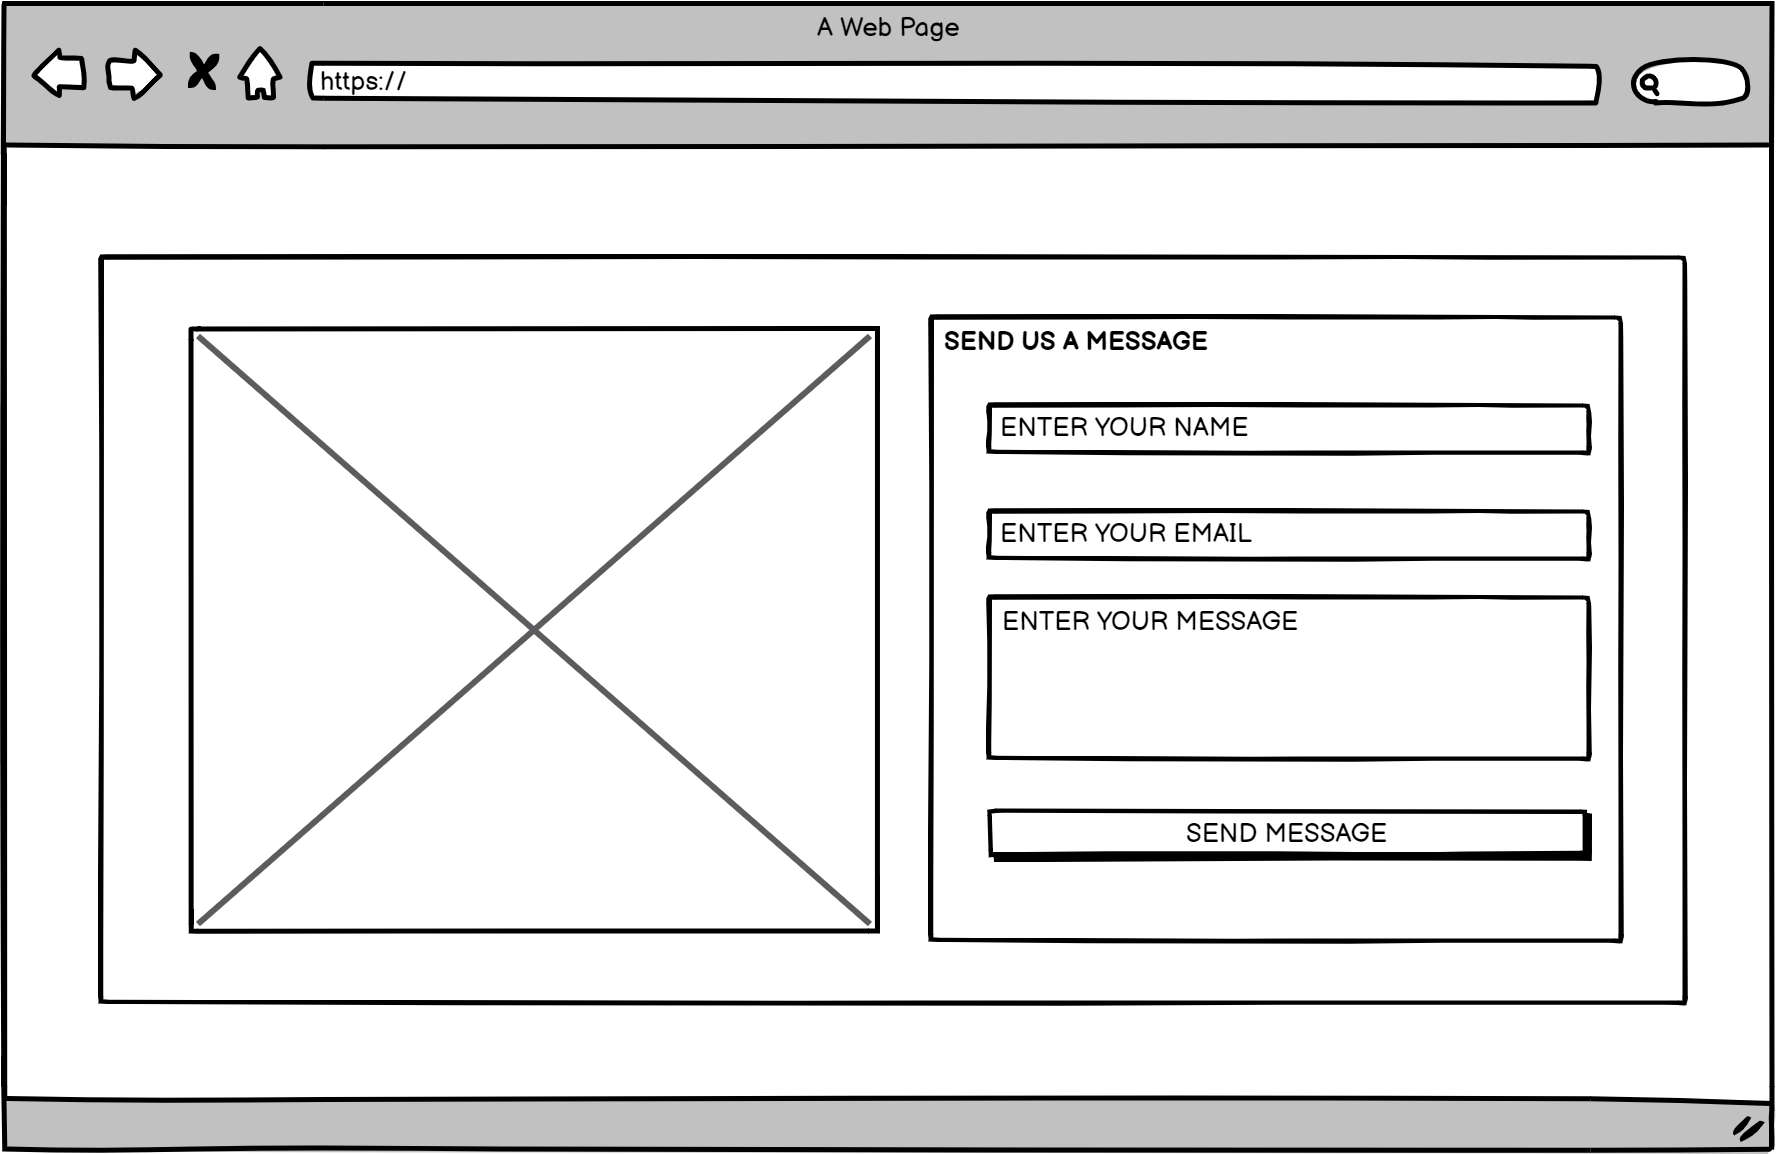 A Web Page
https://
SEND US A MESSAGE
ENTER YOUR NAME
ENTER YOUR EMAIL
ENTER YOUR MESSAGE
SEND MESSAGE